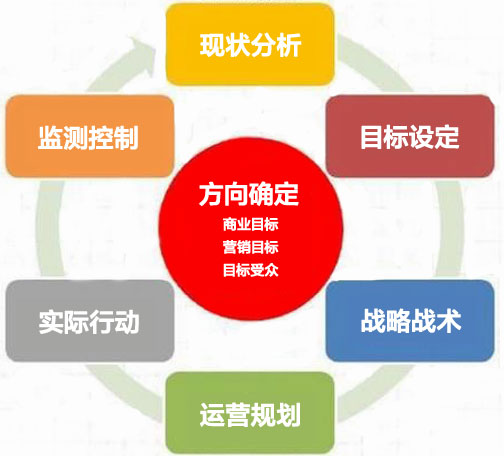 现状分析
目标设定
战略战术
运营规划
实际行动
监测控制
方向确定
商业目标
营销目标
目标受众